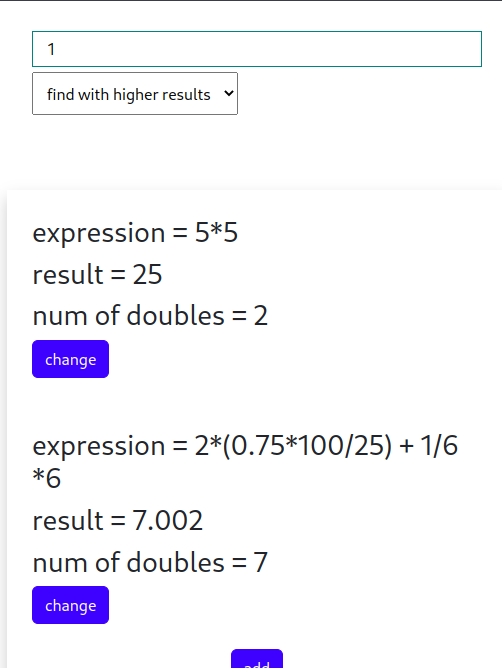 1
find with higher results
expression = 5*5
result = 25
num of doubles = 2
change
expression = 2*(0.75*100/25) + 1/6
*6
result = 7.002
num of doubles = 7
change
add